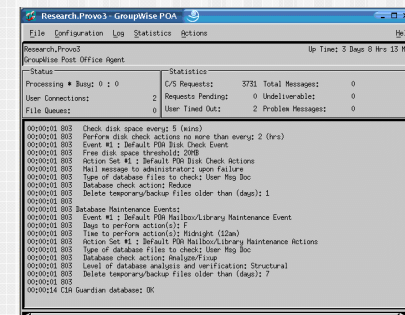 Research.Provo3 - GroupWise POA
File Configuration Log Statistics Actions He
Research.Provo3 Up Time: 3 Days 8 Hrs 13 M
GroupWise Post Office Agent
Status Statistics
Processing * Busy: 0 : 0 C/S Requests: 3731 Total Messages: 0
User Connections: 2 Requests Pending: 0 Undeliverable: 0
File Queues: 0 User Timed Out: 2 Problem Messages: 0
00;00;01 803 Check disk space every: 5 (mins)
00;00;01 803 Perform disk check actions no more than every: 2 (hrs)
00;00;01 803 Event #1 : Default POA Disk Check Event
00;00;01 803 Free disk space threshold: 20MB
00;00;01 803 Action Set #1 : Default POA Disk Check Actions
00;00;01 803 Mail message to administrator: upon failure
00;00;01 803 Type of database files to check: User Msg Doc
00;00;01 803 Database check action: Reduce
00;00;01 803 Delete temporary/backup files older than (days): 1
00;00;01 803
00;00;01 803 Database Maintenance Events:
00;00;01 803 Event #1 : Default POA Mailbox/Library Maintenance Event
00;00;01 803 Days to perform action(s): F
00;00;01 803 Time to perform action(s): Midnight (12am)
00;00;01 803 Action Set #1 : Default POA Mailbox/Library Maintenance Actions
00;00;01 803 Type of database files to check: User Msg Doc
00;00;01 803 Database check action: Analyze/Fixup
00;00;01 803 Level of database analysis and verification: Structural
00;00;01 803 Delete temporary/backup files older than (days): 7
00;00;01 803
00;00;14 C1A Guardian database: OK